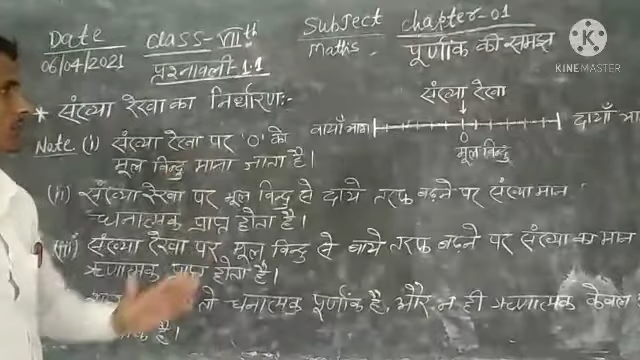 Date class-VIIth Subject chapter-01
06/04/2021 प्रश्नावली-1.1 Maths पूर्णांक की समझ
* संख्या रेखा का निर्धारण:- संख्या रेखा
बायाँ भाग दायाँ भा
0
मूल बिन्दु
Note (i) संख्या रेखा पर '0' को
मूल बिन्दु माना जाता है।
(ii) संख्या रेखा पर मूल बिन्दु से दाये तरफ बढ़ने पर संख्या मान
धनात्मक प्राप्त होता है।
(iii) संख्या रेखा पर मूल बिन्दु से बाये तरफ बढ़ने पर संख्या का मान
ऋणात्मक प्राप्त होता है।
तो धनात्मक पूर्णांक है, और न ही ऋणात्मक केवल
है।
KINEMASTER